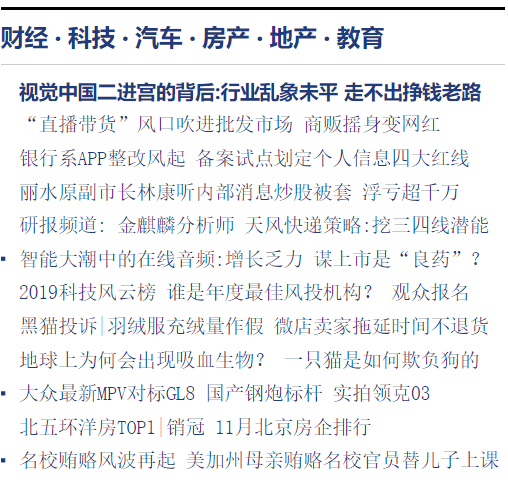 财经 · 科技 · 汽车 · 房产 · 地产 · 教育
视觉中国二进宫的背后:行业乱象未平 走不出挣钱老路
“直播带货”风口吹进批发市场 商贩摇身变网红
银行系APP整改风起 备案试点划定个人信息四大红线
丽水原副市长林康听内部消息炒股被套 浮亏超千万
研报频道: 金麒麟分析师 天风快递策略:挖三四线潜能
智能大潮中的在线音频:增长乏力 谋上市是“良药”？
2019科技风云榜 谁是年度最佳风投机构？ 观众报名
黑猫投诉|羽绒服充绒量作假 微店卖家拖延时间不退货
地球上为何会出现吸血生物？ 一只猫是如何欺负狗的
大众最新MPV对标GL8 国产钢炮标杆 实拍领克03
北五环洋房TOP1|销冠 11月北京房企排行
名校贿赂风波再起 美加州母亲贿赂名校官员替儿子上课